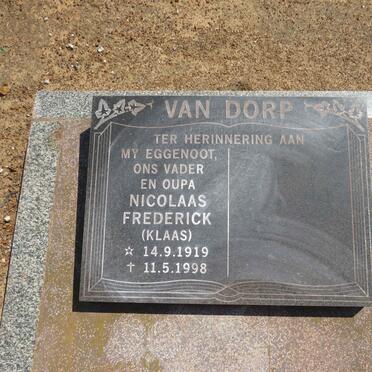 VAN DORP
TER HERINNERING AAN
MY EGGENOOT,
ONS VADER
EN OUPA
NICOLAAS
FREDERICK
(KLAAS)
☆ 14.9.1919
† 11.5.1998